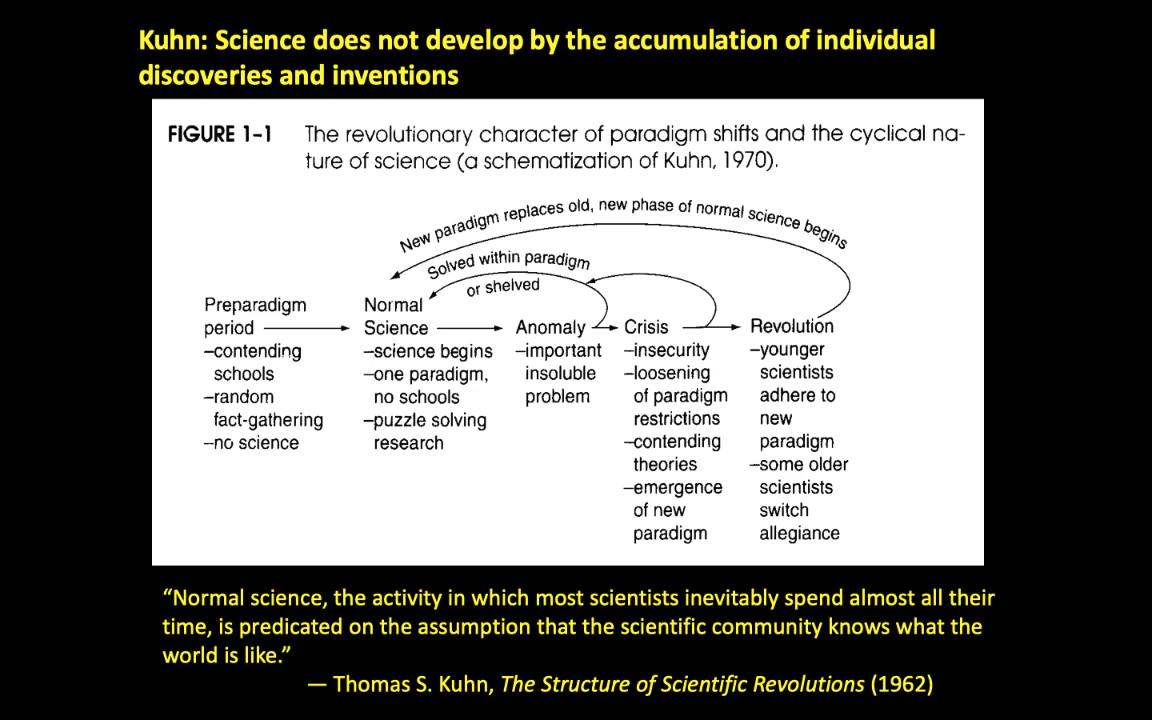 Kuhn: Science does not develop by the accumulation of individual
discoveries and inventions
FIGURE 1-1 The revolutionary character of paradigm shifts and the cyclical na-
ture of science (a schematization of Kuhn, 1970).
New paradigm replaces old, new phase of normal science begins
Solved within paradigm
or shelved
Preparadigm
period
–contending
schools
–random
fact-gathering
–no science
Normal
Science
–science begins
–one paradigm,
no schools
–puzzle solving
research
Anomaly
–important
insoluble
problem
Crisis
–insecurity
–loosening
of paradigm
restrictions
–contending
theories
–emergence
of new
paradigm
Revolution
–younger
scientists
adhere to
new
paradigm
–some older
scientists
switch
allegiance
“Normal science, the activity in which most scientists inevitably spend almost all their
time, is predicated on the assumption that the scientific community knows what the
world is like.”
— Thomas S. Kuhn, The Structure of Scientific Revolutions (1962)